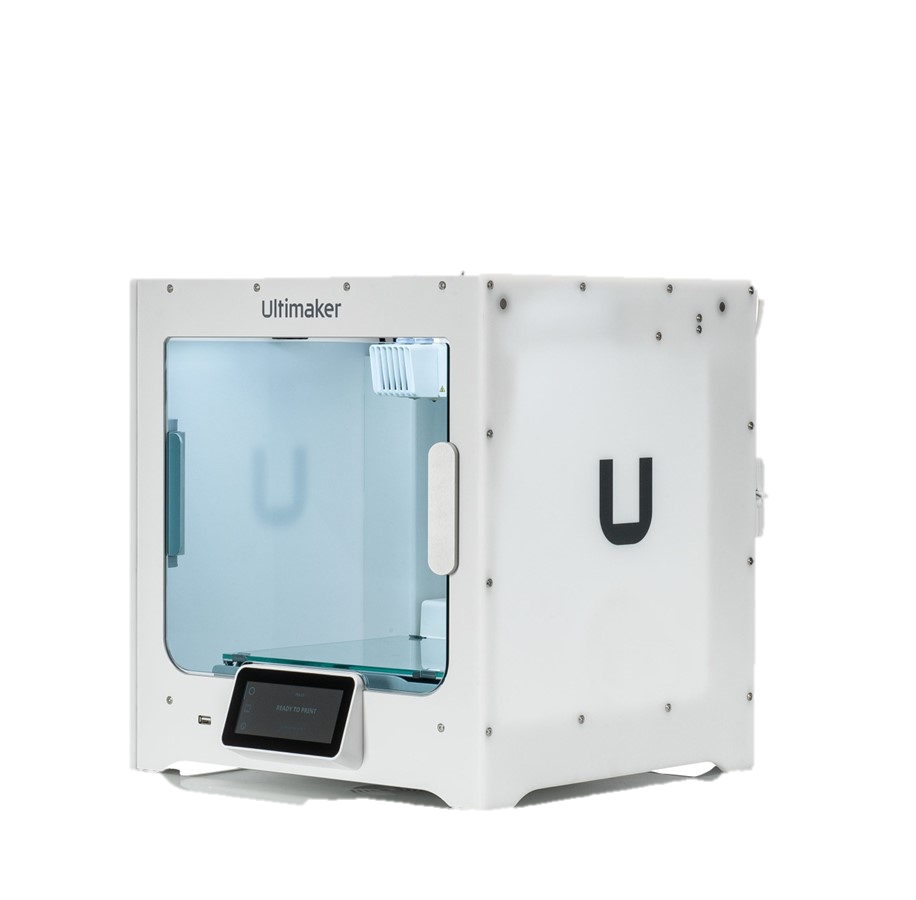 Ultimaker
U
U
READY TO PRINT